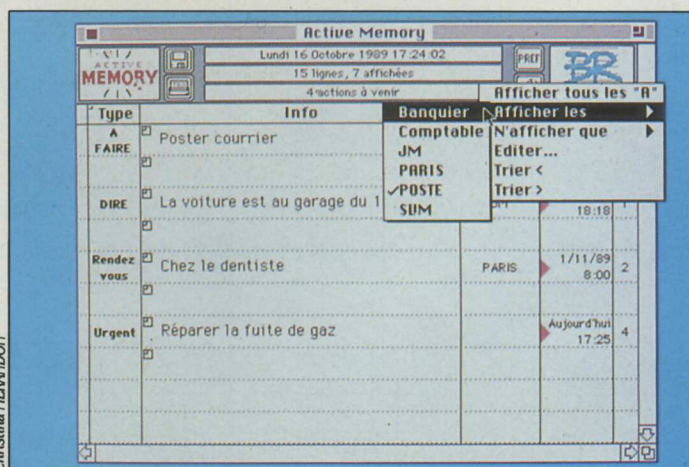 Active Memory
ACTIVE
MEMORY
Lundi 16 Octobre 1989 17:24:02
15 lignes, 7 affichées
4 actions à venir
PREF
BR
Afficher tous les "A"
Afficher les
N'afficher que
Editer...
Trier <
Trier >
Banquier
Comptable
JM
PARIS
✓POSTE
SVM
Type
Info
A FAIRE
Poster courrier
DIRE
La voiture est au garage du 1
18:18
1
Rendez vous
Chez le dentiste
PARIS
1/11/89
8:00
2
Urgent
Réparer la fuite de gaz
Aujourd'hui
17:25
4